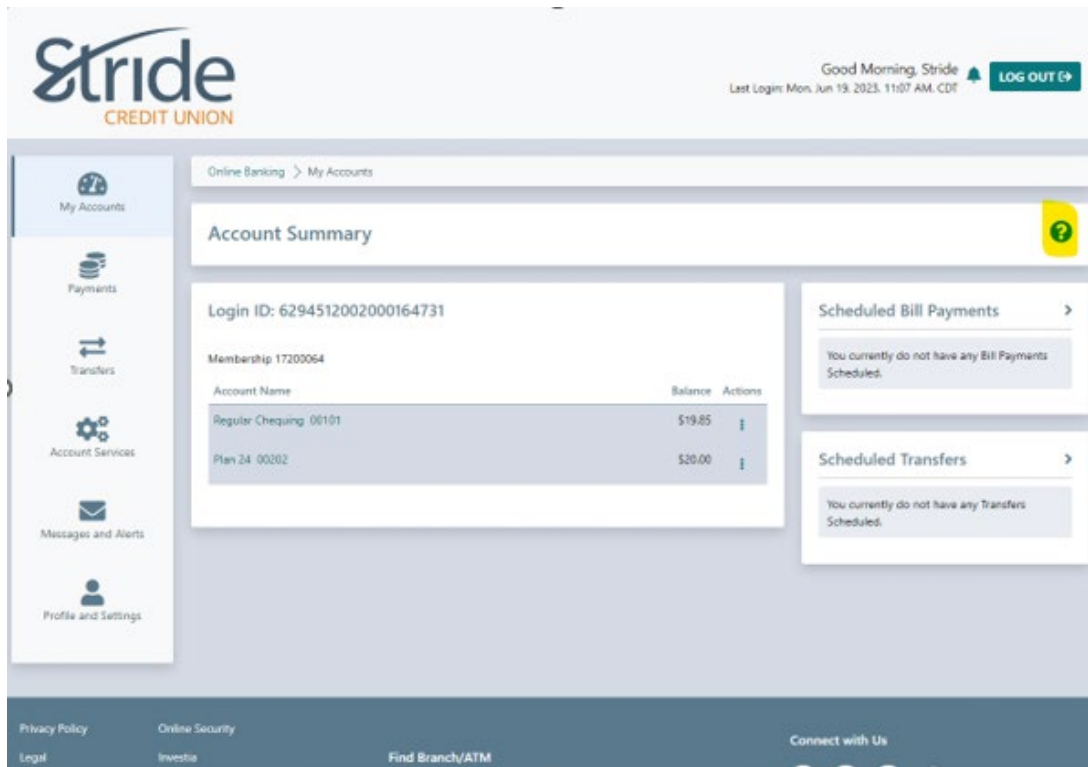 Stride
CREDIT UNION
Good Morning, Stride
Last Login: Mon. Jun 19. 2023. 11:07 AM. CDT
LOG OUT
My Accounts
Payments
Transfers
Account Services
Messages and Alerts
Profile and Settings
Online Banking > My Accounts
Account Summary
?
Login ID: 6294512002000164731
Membership 17200064
Account Name Balance Actions
Regular Chequing 00101 $19.85
Plan 24 00202 $20.00
Scheduled Bill Payments >
You currently do not have any Bill Payments
Scheduled.
Scheduled Transfers >
You currently do not have any Transfers
Scheduled.
Privacy Policy Online Security
Legal Investia Find Branch/ATM
Connect with Us